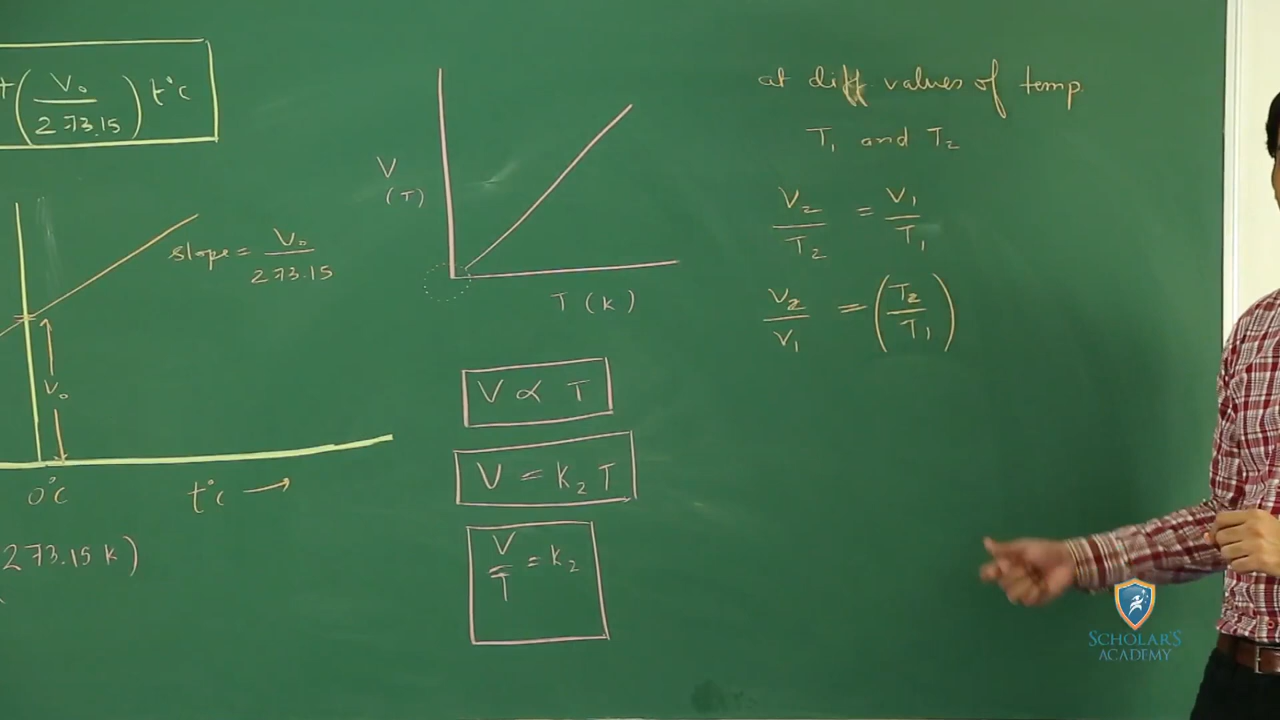 +(V₀/273.15) t°c
slope = V₀/273.15
V₀
0°c
t°c →
273.15 K)
V
(T)
T (K)
V ∝ T
V = K₂ T
V/T = K₂
at diff values of temp.
T₁ and T₂
V₂/T₂ = V₁/T₁
V₂/V₁ = (T₂/T₁)
SCHOLAR'S
ACADEMY